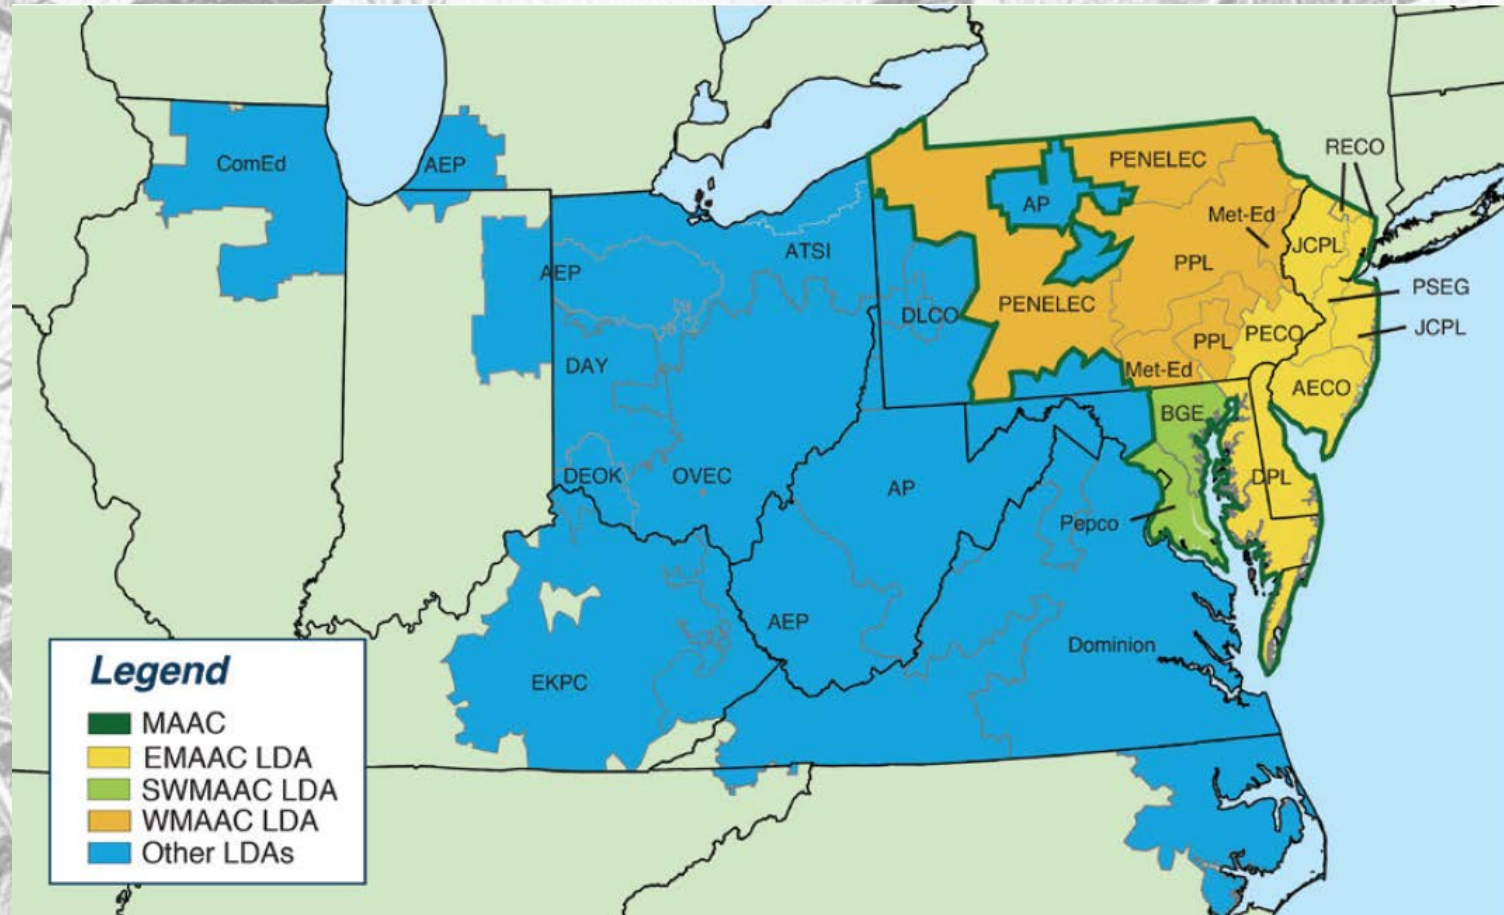 RECO
PENELEC
ComEd
AEP
AP
Met-Ed
JCPL
ATSI
PPL
AEP
PSEG
PENELEC
DLCO
JCPL
PECO
PPL
DAY
Met-Ed
AECO
BGE
DEOK
OVEC
DPL
AP
Pepco
AEP
Dominion
EKPC
Legend
MAAC
EMAAC LDA
SWMAAC LDA
WMAAC LDA
Other LDAs